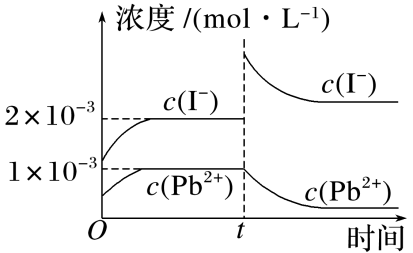 浓度/(mol·L⁻¹)
c(I⁻)
c(I⁻)
2×10⁻³
1×10⁻³
c(Pb²⁺)
c(Pb²⁺)
O
t
时间